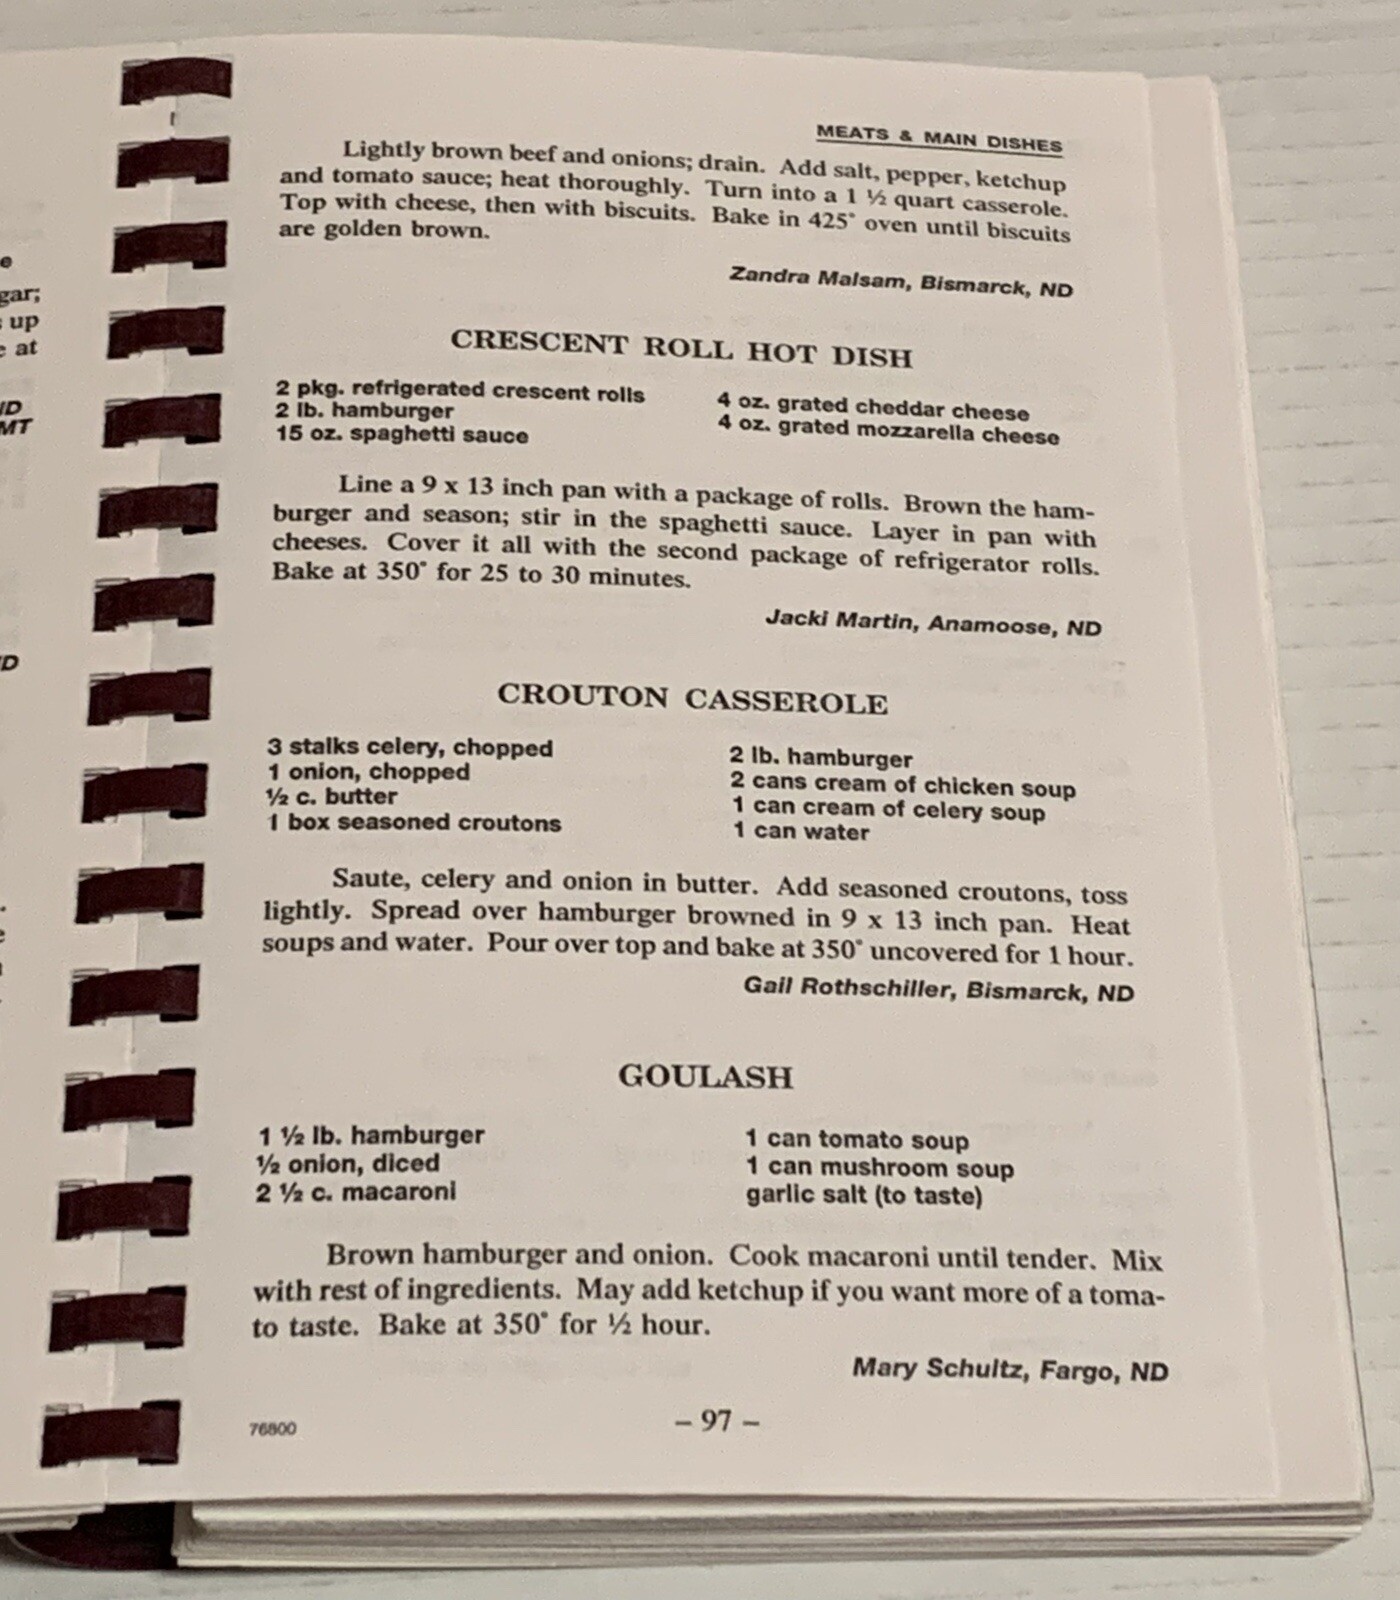 e
gar;
up
at
ND
MT
MEATS & MAIN DISHES
Lightly brown beef and onions; drain. Add salt, pepper, ketchup
and tomato sauce; heat thoroughly. Turn into a 1 ½ quart casserole.
Top with cheese, then with biscuits. Bake in 425° oven until biscuits
are golden brown.
Zandra Malsam, Bismarck, ND
CRESCENT ROLL HOT DISH
2 pkg. refrigerated crescent rolls
2 lb. hamburger
15 oz. spaghetti sauce
4 oz. grated cheddar cheese
4 oz. grated mozzarella cheese
Line a 9 x 13 inch pan with a package of rolls. Brown the ham-
burger and season; stir in the spaghetti sauce. Layer in pan with
cheeses. Cover it all with the second package of refrigerator rolls.
Bake at 350° for 25 to 30 minutes.
Jacki Martin, Anamoose, ND
CROUTON CASSEROLE
3 stalks celery, chopped
1 onion, chopped
½ c. butter
1 box seasoned croutons
2 lb. hamburger
2 cans cream of chicken soup
1 can cream of celery soup
1 can water
Saute, celery and onion in butter. Add seasoned croutons, toss
lightly. Spread over hamburger browned in 9 x 13 inch pan. Heat
soups and water. Pour over top and bake at 350° uncovered for 1 hour.
Gail Rothschiller, Bismarck, ND
GOULASH
1 ½ lb. hamburger
½ onion, diced
2 ½ c. macaroni
1 can tomato soup
1 can mushroom soup
garlic salt (to taste)
Brown hamburger and onion. Cook macaroni until tender. Mix
with rest of ingredients. May add ketchup if you want more of a toma-
to taste. Bake at 350° for ½ hour.
Mary Schultz, Fargo, ND
76800
– 97 –